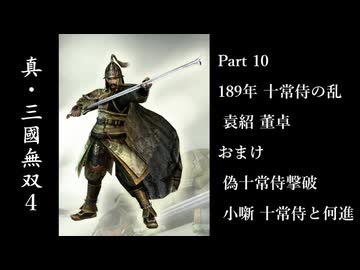 真・三國無双4
Part 10
189年 十常侍の乱
袁紹 董卓
おまけ
偽十常侍撃破
小噺 十常侍と何進